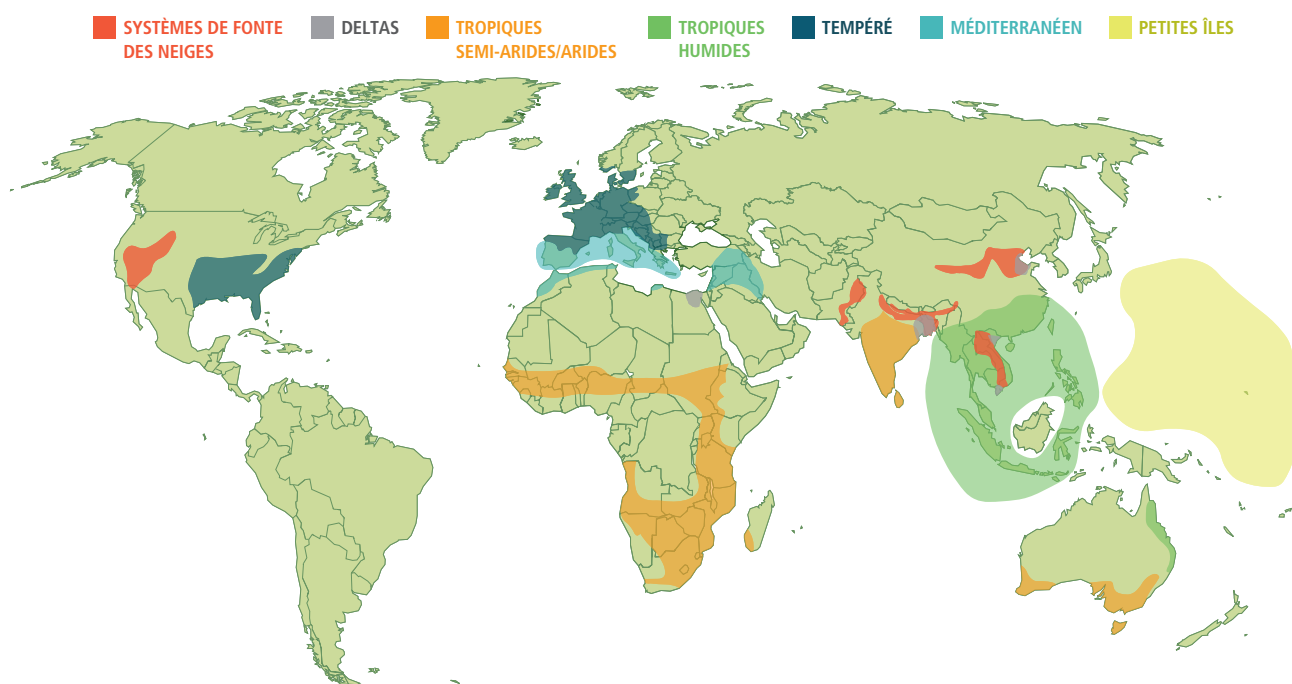 SYSTÈMES DE FONTE
DES NEIGES
DELTAS
TROPIQUES
SEMI-ARIDES/ARIDES
TROPIQUES
HUMIDES
TEMPÉRÉ
MÉDITERRANÉEN
PETITES ÎLES